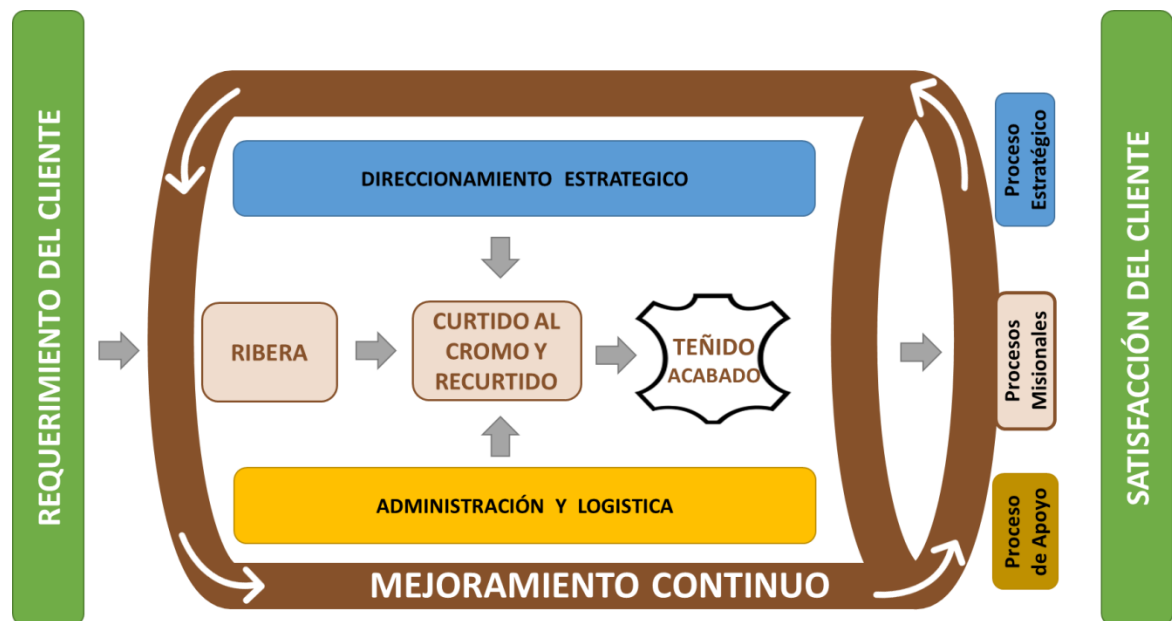 REQUERIMIENTO DEL CLIENTE
DIRECCIONAMIENTO ESTRATEGICO
RIBERA
CURTIDO AL
CROMO Y
RECURTIDO
TEÑIDO
ACABADO
ADMINISTRACIÓN Y LOGISTICA
MEJORAMIENTO CONTINUO
Proceso
Estratégico
Procesos
Misionales
Proceso
de Apoyo
SATISFACCIÓN DEL CLIENTE